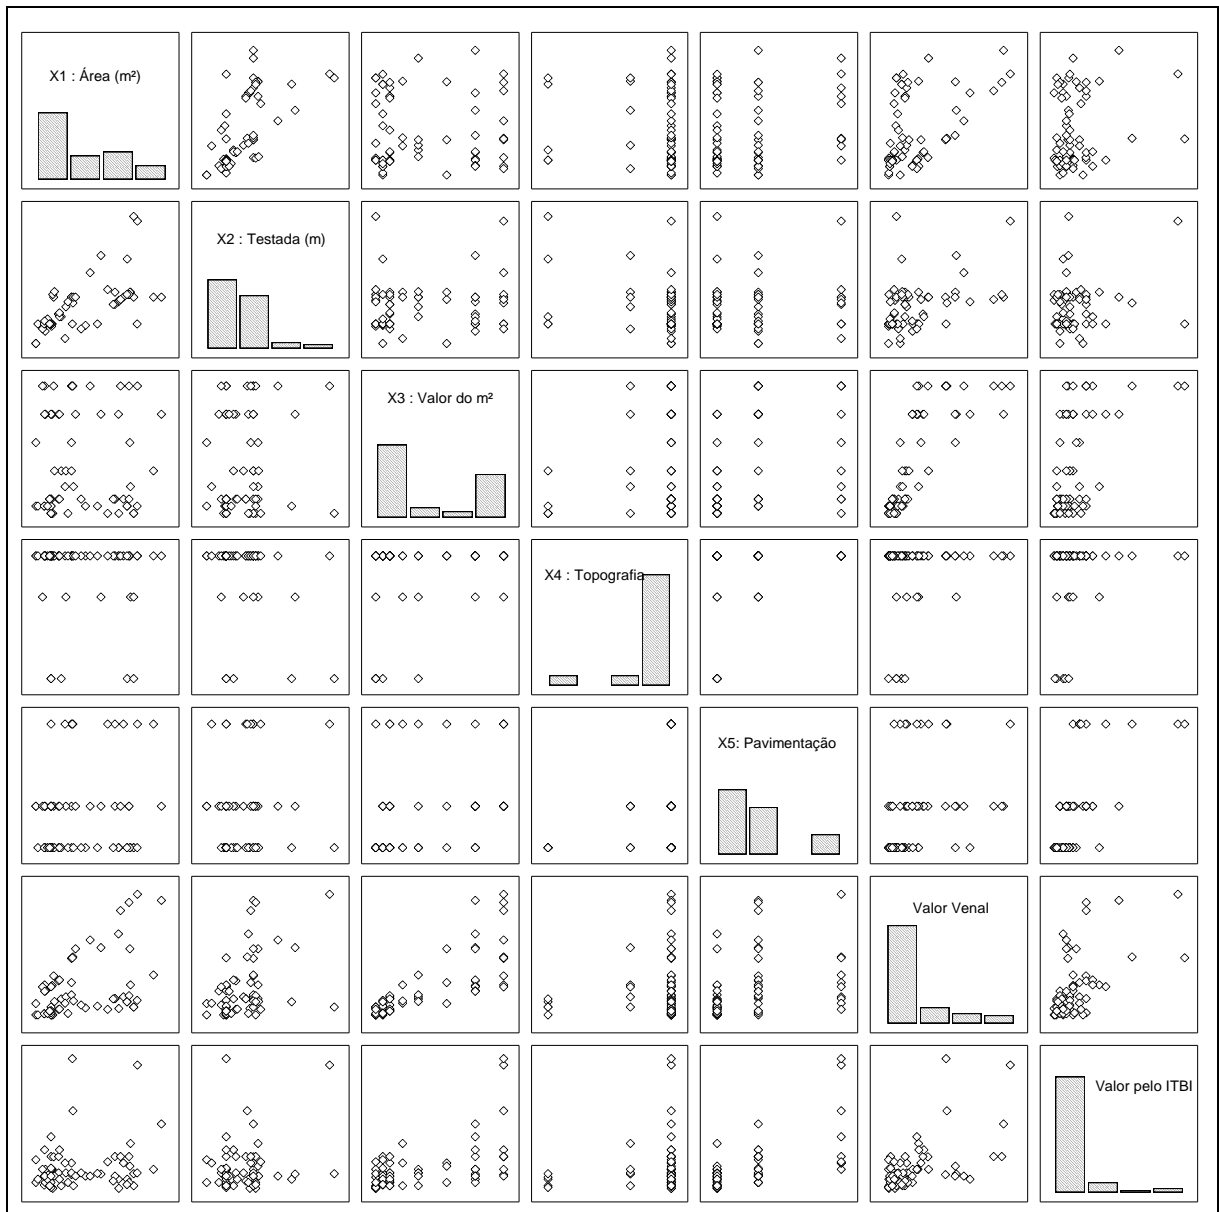 X1 : Área (m²)
X2 : Testada (m)
X3 : Valor do m²
X4 : Topografia
X5: Pavimentação
Valor Venal
Valor pelo ITBI